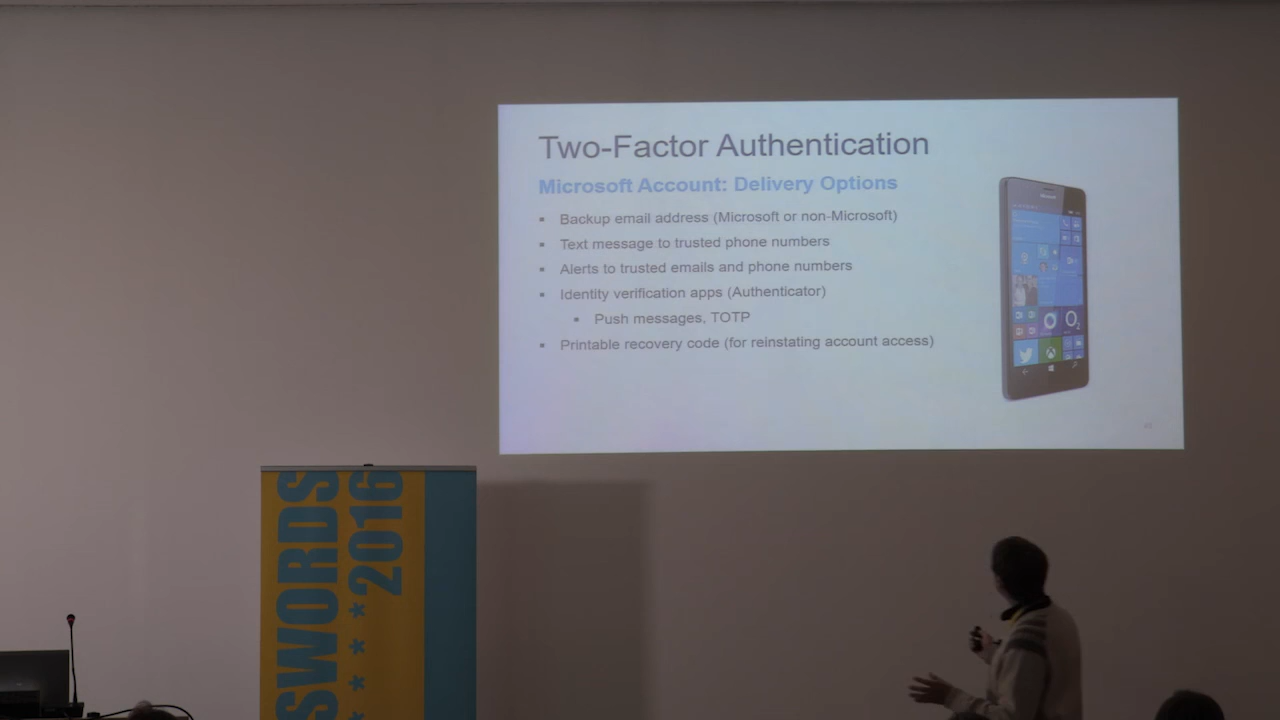 Two-Factor Authentication
Microsoft Account: Delivery Options
▪ Backup email address (Microsoft or non-Microsoft)
▪ Text message to trusted phone numbers
▪ Alerts to trusted emails and phone numbers
▪ Identity verification apps (Authenticator)
▪ Push messages, TOTP
▪ Printable recovery code (for reinstating account access)
SWORDS
* * * * 2016